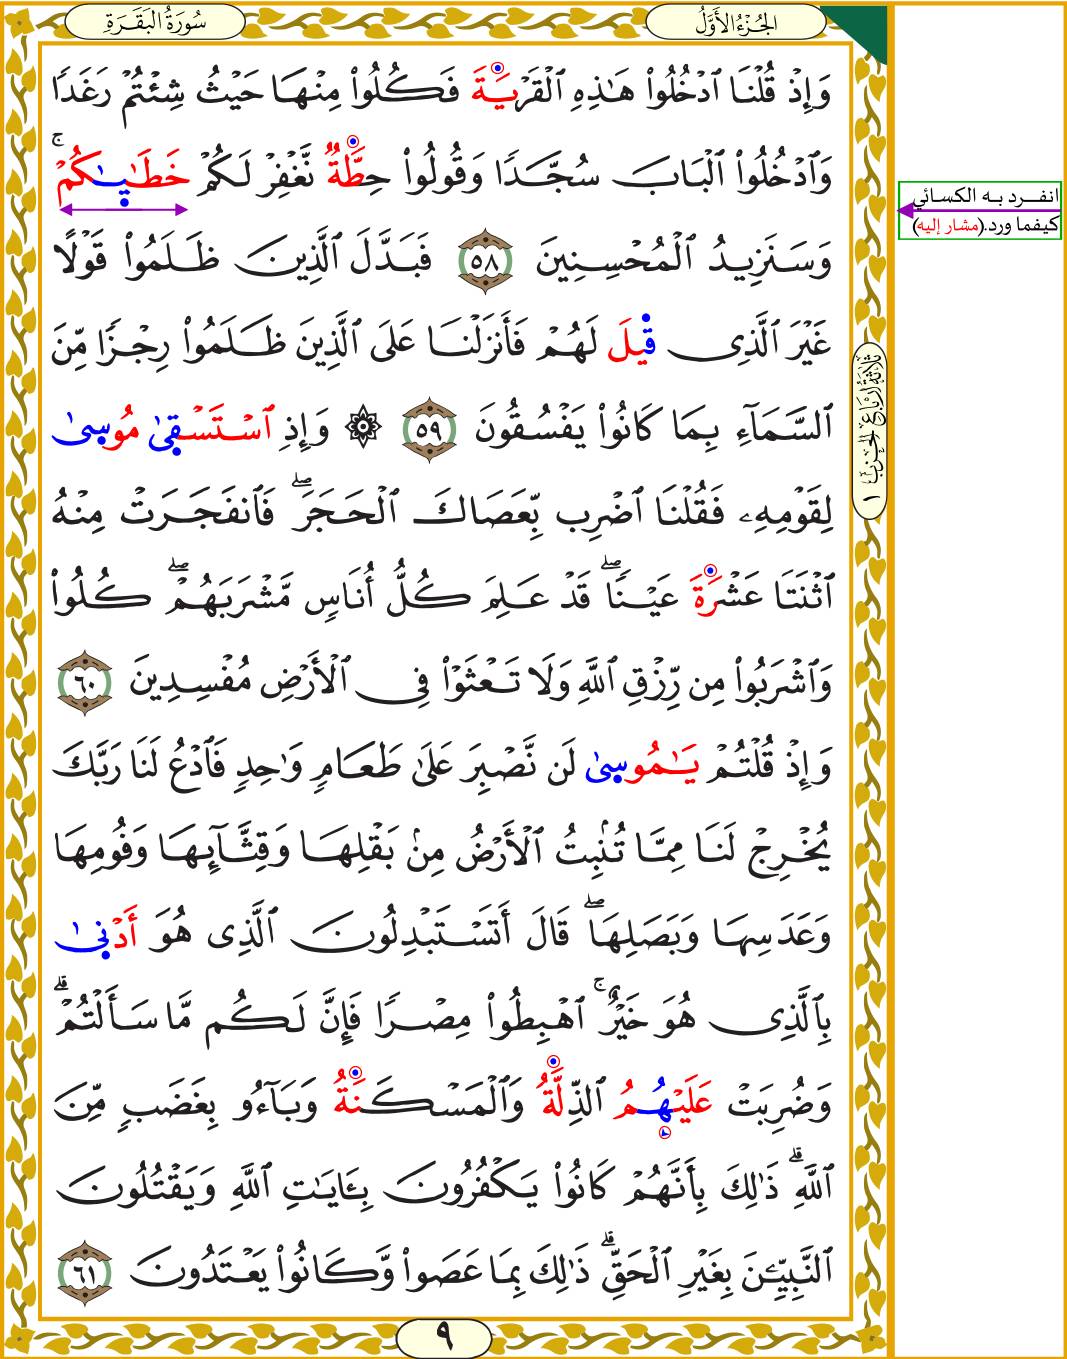 الجُزْءُ الأَوَّلُ
سُورَةُ البَقَرَةِ
وَإِذْ قُلْنَا ٱدْخُلُوا۟ هَٰذِهِ ٱلْقَرْيَةَ فَكُلُوا۟ مِنْهَا حَيْثُ شِئْتُمْ رَغَدًا
وَٱدْخُلُوا۟ ٱلْبَابَ سُجَّدًا وَقُولُوا۟ حِطَّةٌ نَّغْفِرْ لَكُمْ خَطَٰيَٰكُمْ ۚ
وَسَنَزِيدُ ٱلْمُحْسِنِينَ ٥٨ فَبَدَّلَ ٱلَّذِينَ ظَلَمُوا۟ قَوْلًا
غَيْرَ ٱلَّذِى قِيلَ لَهُمْ فَأَنزَلْنَا عَلَى ٱلَّذِينَ ظَلَمُوا۟ رِجْزًا مِّنَ
ٱلسَّمَآءِ بِمَا كَانُوا۟ يَفْسُقُونَ ٥٩ ۞ وَإِذِ ٱسْتَسْقَىٰ مُوسَىٰ
لِقَوْمِهِۦ فَقُلْنَا ٱضْرِب بِّعَصَاكَ ٱلْحَجَرَ ۖ فَٱنفَجَرَتْ مِنْهُ
ٱثْنَتَا عَشْرَةَ عَيْنًا ۖ قَدْ عَلِمَ كُلُّ أُنَاسٍ مَّشْرَبَهُمْ ۖ كُلُوا۟
وَٱشْرَبُوا۟ مِن رِّزْقِ ٱللَّهِ وَلَا تَعْثَوْا۟ فِى ٱلْأَرْضِ مُفْسِدِينَ ٦٠
وَإِذْ قُلْتُمْ يَٰمُوسَىٰ لَن نَّصْبِرَ عَلَىٰ طَعَامٍ وَٰحِدٍ فَٱدْعُ لَنَا رَبَّكَ
يُخْرِجْ لَنَا مِمَّا تُنۢبِتُ ٱلْأَرْضُ مِنۢ بَقْلِهَا وَقِثَّآئِهَا وَفُومِهَا
وَعَدَسِهَا وَبَصَلِهَا ۖ قَالَ أَتَسْتَبْدِلُونَ ٱلَّذِى هُوَ أَدْنَىٰ
بِٱلَّذِى هُوَ خَيْرٌ ۚ ٱهْبِطُوا۟ مِصْرًا فَإِنَّ لَكُم مَّا سَأَلْتُمْ ۗ
وَضُرِبَتْ عَلَيْهُمُ ٱلذِّلَّةُ وَٱلْمَسْكَنَةُ وَبَآءُو بِغَضَبٍ مِّنَ
ٱللَّهِ ۗ ذَٰلِكَ بِأَنَّهُمْ كَانُوا۟ يَكْفُرُونَ بِـَٔايَٰتِ ٱللَّهِ وَيَقْتُلُونَ
ٱلنَّبِيِّـۧنَ بِغَيْرِ ٱلْحَقِّ ۗ ذَٰلِكَ بِمَا عَصَوا۟ وَّكَانُوا۟ يَعْتَدُونَ ٦١
انفرد به الكسائي
كيفما ورد.(مشار إليه)
ثلاثة أرباع الحزب ١
٩